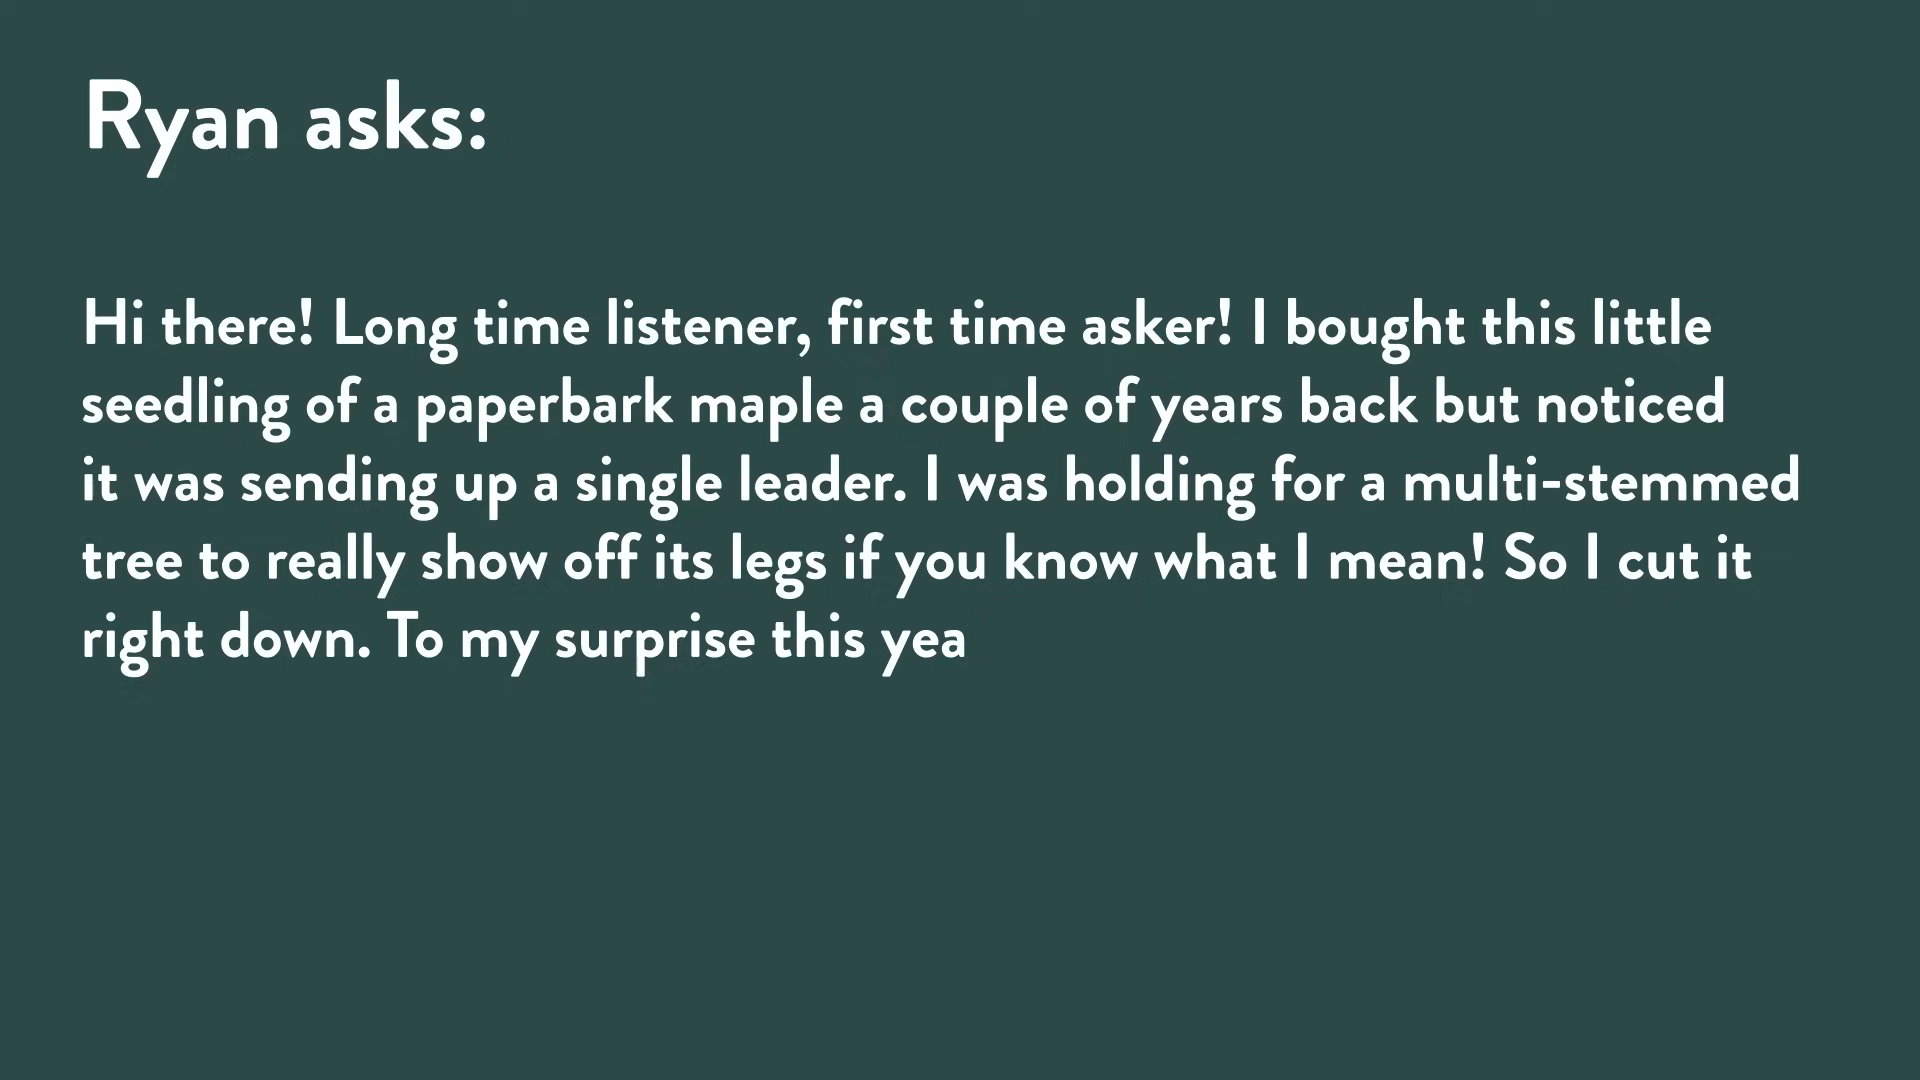 Ryan asks:
Hi there! Long time listener, first time asker! I bought this little
seedling of a paperbark maple a couple of years back but noticed
it was sending up a single leader. I was holding for a multi-stemmed
tree to really show off its legs if you know what I mean! So I cut it
right down. To my surprise this yea